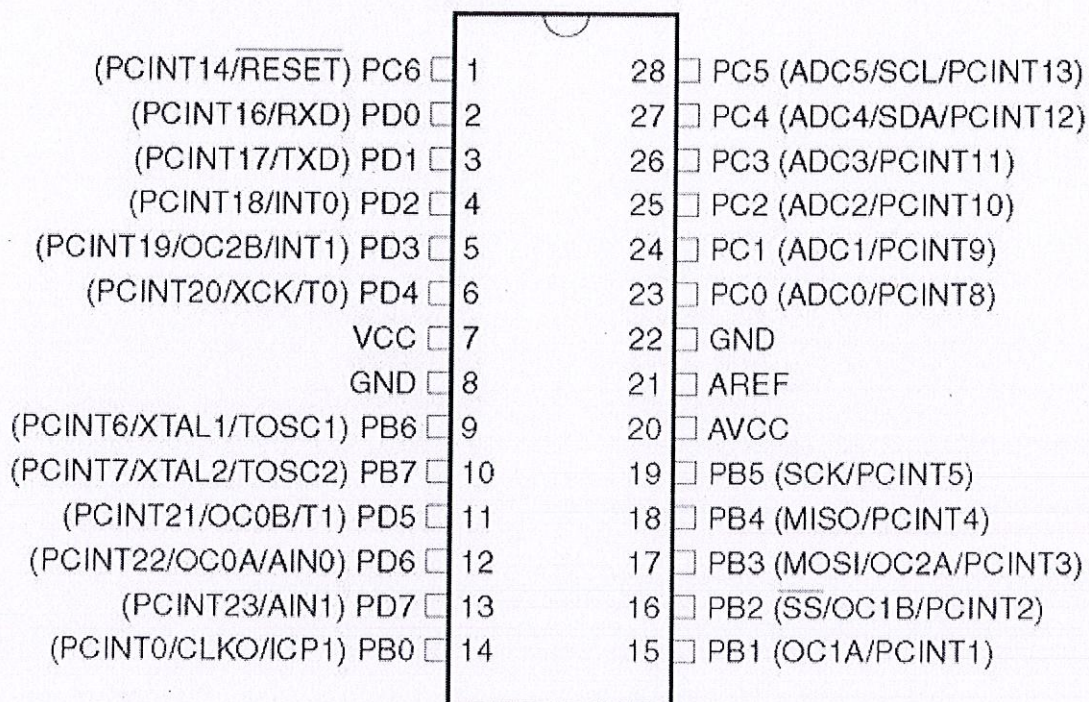 (PCINT14/RESET) PC6 1
(PCINT16/RXD) PD0 2
(PCINT17/TXD) PD1 3
(PCINT18/INT0) PD2 4
(PCINT19/OC2B/INT1) PD3 5
(PCINT20/XCK/T0) PD4 6
VCC 7
GND 8
(PCINT6/XTAL1/TOSC1) PB6 9
(PCINT7/XTAL2/TOSC2) PB7 10
(PCINT21/OC0B/T1) PD5 11
(PCINT22/OC0A/AIN0) PD6 12
(PCINT23/AIN1) PD7 13
(PCINT0/CLKO/ICP1) PB0 14
28 PC5 (ADC5/SCL/PCINT13)
27 PC4 (ADC4/SDA/PCINT12)
26 PC3 (ADC3/PCINT11)
25 PC2 (ADC2/PCINT10)
24 PC1 (ADC1/PCINT9)
23 PC0 (ADC0/PCINT8)
22 GND
21 AREF
20 AVCC
19 PB5 (SCK/PCINT5)
18 PB4 (MISO/PCINT4)
17 PB3 (MOSI/OC2A/PCINT3)
16 PB2 (SS/OC1B/PCINT2)
15 PB1 (OC1A/PCINT1)